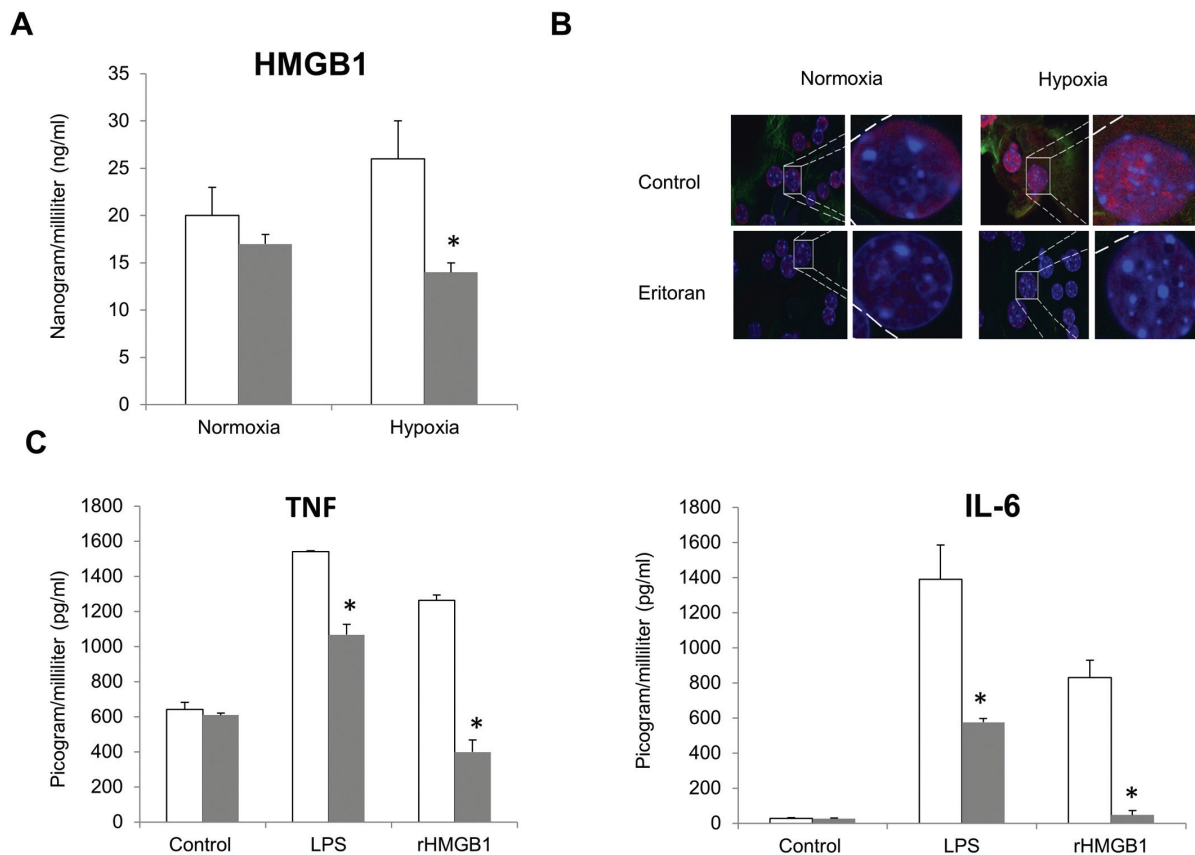 A
HMGB1
Nanogram/milliliter (ng/ml)
35
30
25
20
15
10
5
0
*
Normoxia
Hypoxia
B
Normoxia
Hypoxia
Control
Eritoran
C
TNF
Picogram/milliliter (pg/ml)
1800
1600
1400
1200
1000
800
600
400
200
0
*
*
Control
LPS
rHMGB1
IL-6
Picogram/milliliter (pg/ml)
1800
1600
1400
1200
1000
800
600
400
200
0
*
*
Control
LPS
rHMGB1